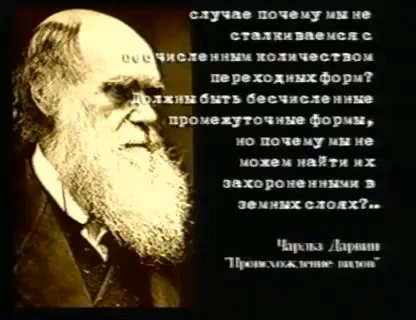 случае почему мы не
сталкиваемся с
бесчисленным количеством
переходных форм?
Должны быть бесчисленные
промежуточные формы,
но почему мы не
можем найти их
захороненными в
земных слоях?..
Чарльз Дарвин
"Происхождение видов"